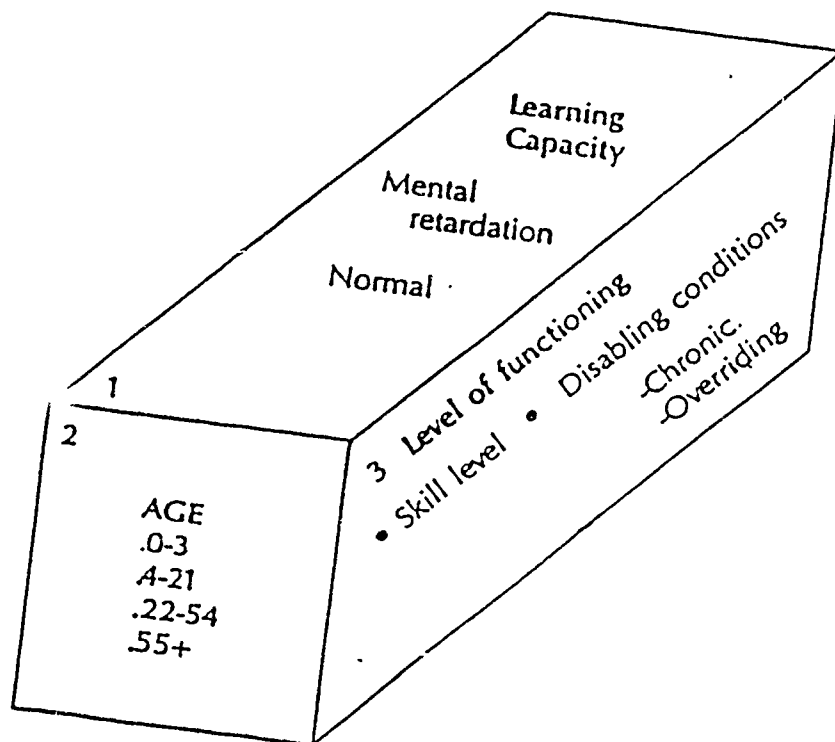 Learning
Capacity
Mental
retardation
Normal
1
2
AGE
.0-3
.4-21
.22-54
.55+
3 Level of functioning
• Skill level • Disabling conditions
-Chronic.
-Overriding